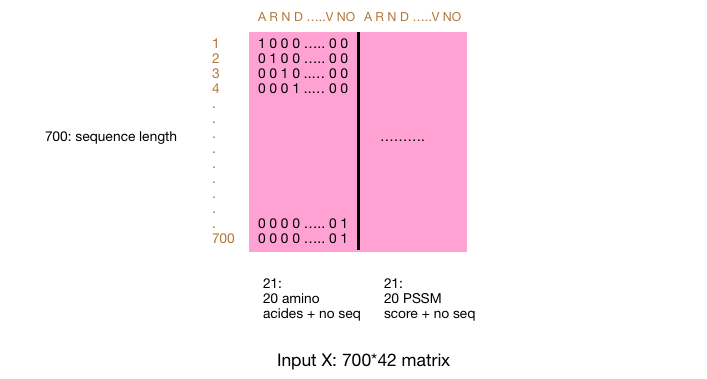 A R N D …..V NO A R N D …..V NO
1 1 0 0 0 ….. 0 0
2 0 1 0 0 ….. 0 0
3 0 0 1 0 ….. 0 0
4 0 0 0 1 ….. 0 0
.
.
700: sequence length . ……….
.
.
.
.
.
. 0 0 0 0 ….. 0 1
700 0 0 0 0 ….. 0 1
21: 21:
20 amino 20 PSSM
acides + no seq score + no seq
Input X: 700*42 matrix